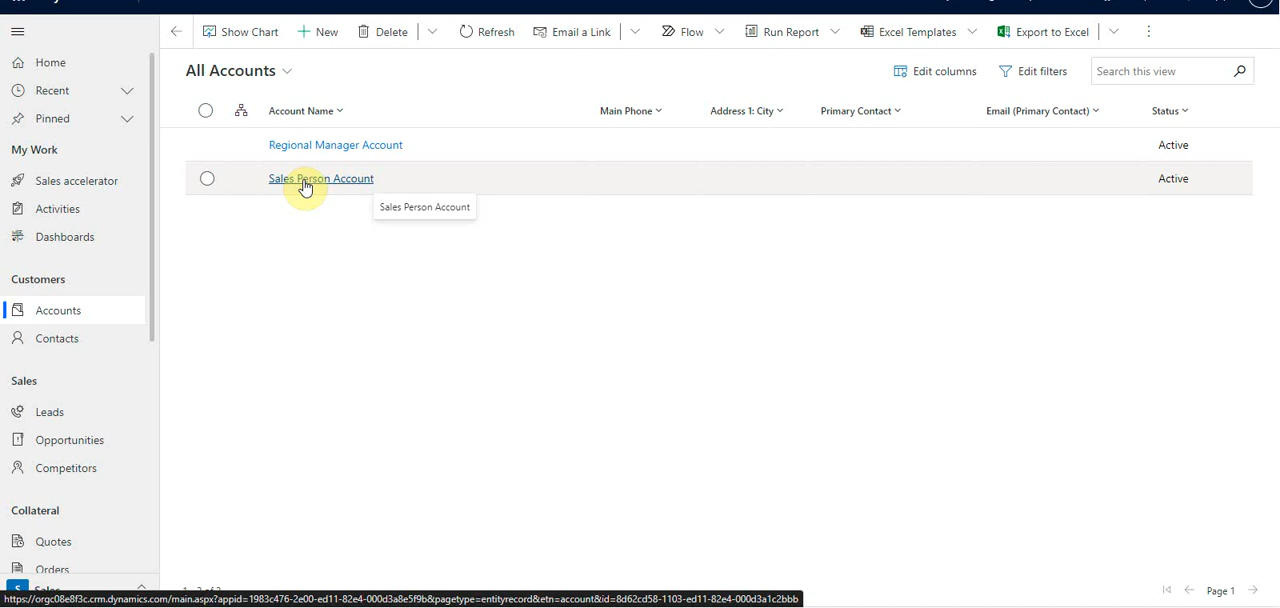 Show Chart
New
Delete
Refresh
Email a Link
Flow
Run Report
Excel Templates
Export to Excel
Home
Recent
Pinned
My Work
Sales accelerator
Activities
Dashboards
Customers
Accounts
Contacts
Sales
Leads
Opportunities
Competitors
Collateral
Quotes
Orders
S Sales
All Accounts
Edit columns
Edit filters
Search this view
Account Name
Main Phone
Address 1: City
Primary Contact
Email (Primary Contact)
Status
Regional Manager Account
Active
Sales Person Account
Active
Sales Person Account
Page 1
https://orgc08e8f3c.crm.dynamics.com/main.aspx?appid=1983c476-2e00-ed11-82e4-000d3a8e5f9b&pagetype=entityrecord&etn=account&id=8d62cd58-1103-ed11-82e4-000d3a1c2bbb